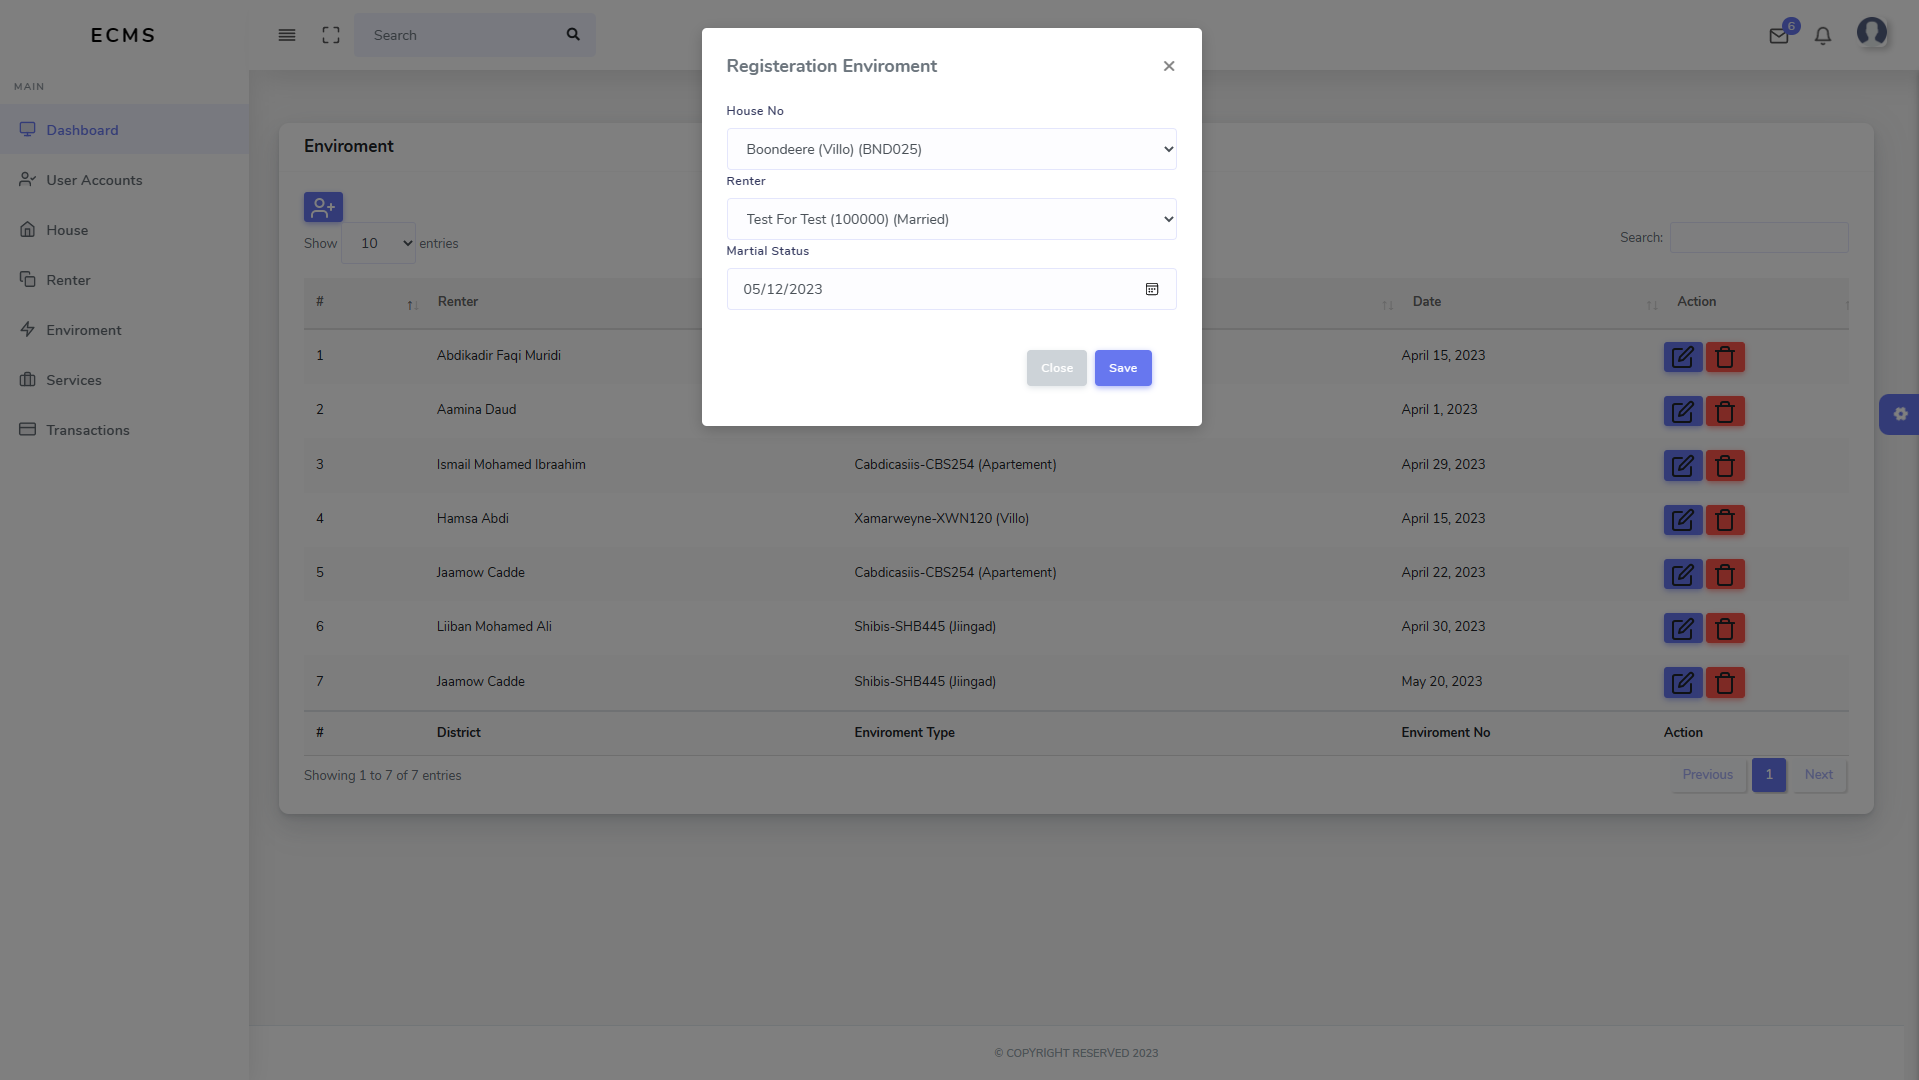 ECMS
Search
6
MAIN
Dashboard
User Accounts
House
Renter
Enviroment
Services
Transactions
Registeration Enviroment
×
House No
Boondeere (Villo) (BND025)
Renter
Test For Test (100000) (Married)
Martial Status
05/12/2023
Close Save
Enviroment
Show 10 entries
Search:
# Renter Date Action
1 Abdikadir Faqi Muridi April 15, 2023
2 Aamina Daud April 1, 2023
3 Ismail Mohamed Ibraahim Cabdicasiis-CBS254 (Apartement) April 29, 2023
4 Hamsa Abdi Xamarweyne-XWN120 (Villo) April 15, 2023
5 Jaamow Cadde Cabdicasiis-CBS254 (Apartement) April 22, 2023
6 Liiban Mohamed Ali Shibis-SHB445 (Jiingad) April 30, 2023
7 Jaamow Cadde Shibis-SHB445 (Jiingad) May 20, 2023
# District Enviroment Type Enviroment No Action
Showing 1 to 7 of 7 entries
Previous 1 Next
© COPYRIGHT RESERVED 2023